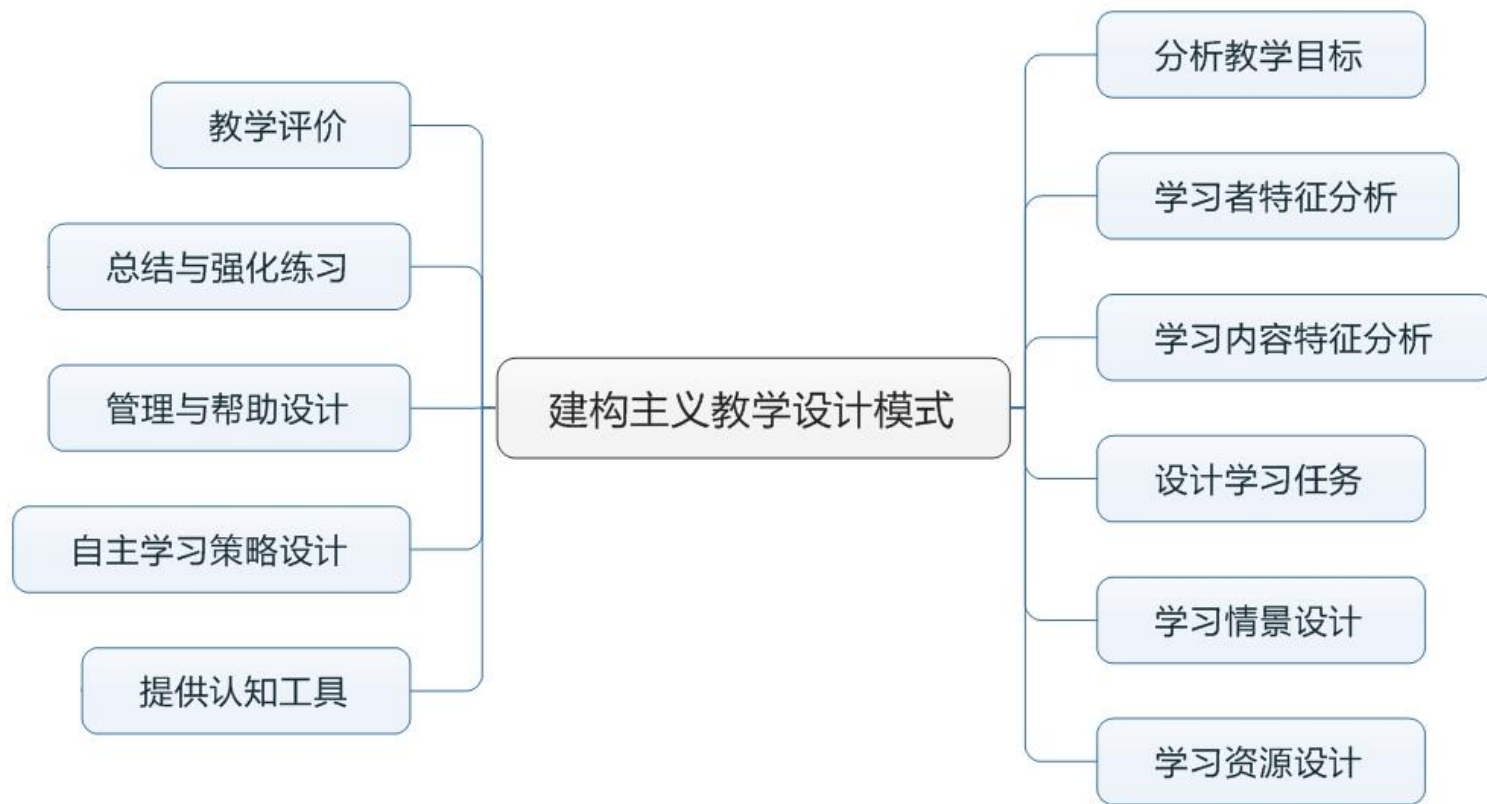 建构主义教学设计模式
分析教学目标
学习者特征分析
学习内容特征分析
设计学习任务
学习情景设计
学习资源设计
教学评价
总结与强化练习
管理与帮助设计
自主学习策略设计
提供认知工具